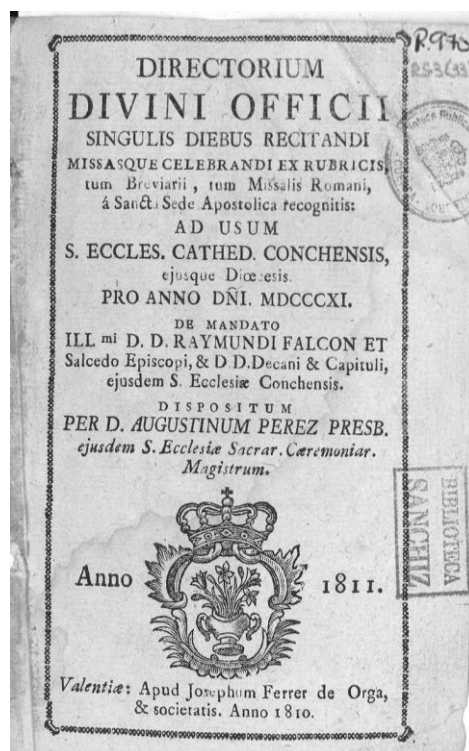 DIRECTORIUM
DIVINI OFFICII
SINGULIS DIEBUS RECITANDI
MISSASQUE CELEBRANDI EX RUBRICIS,
tum Breviarii, tum Missalis Romani,
á Sanct Sede Apostolica recognitis:
AD USUM
S. ECCLES. CATHED. CONCHENSIS,
ejusque Diœcesis.
PRO ANNO DÑI. MDCCCXI.
DE MANDATO
ILL mi D. D. RAYMUNDI FALCON ET
Salcedo Episcopi, & D D.Decani & Capituli,
ejusdem S. Ecclesiæ Conchensis.
DISPOSITUM
PER D. AUGUSTINUM PEREZ PRESB.
ejusdem S. Ecclesiæ Sacrar. Cæremoniar.
Magistrum.
Anno 1811.
Valentiæ: Apud Josephum Ferrer de Orga,
& societatis. Anno 1810.
R.970
RS-3(33)
BIBLIOTECA
SANCHIZ